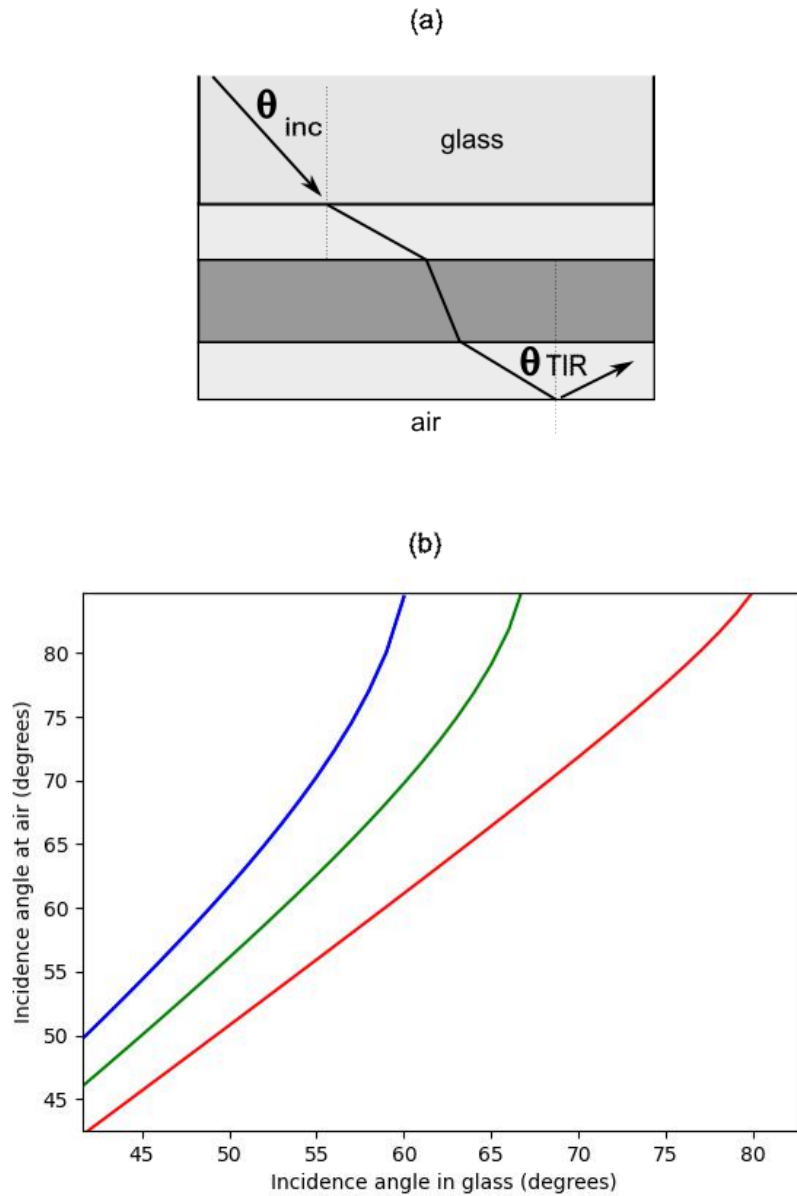 (a)
θ inc
glass
θ TIR
air
(b)
80
75
70
65
60
55
50
45
Incidence angle at air (degrees)
45 50 55 60 65 70 75 80
Incidence angle in glass (degrees)